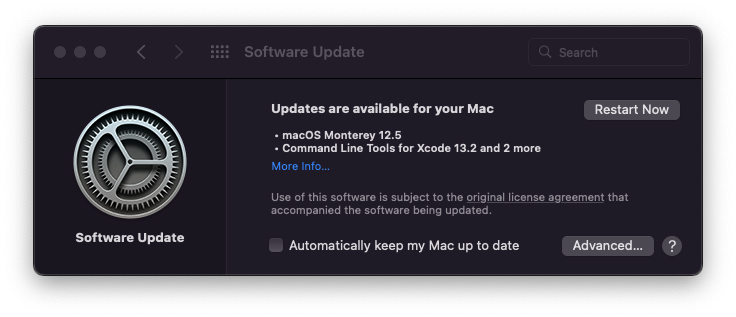 Software Update
Search
Updates are available for your Mac
Restart Now
• macOS Monterey 12.5
• Command Line Tools for Xcode 13.2 and 2 more
More Info...
Use of this software is subject to the original license agreement that
accompanied the software being updated.
Software Update
Automatically keep my Mac up to date
Advanced...
?